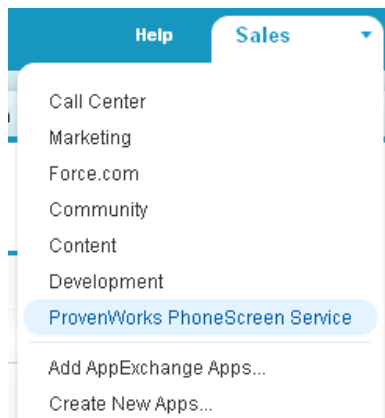 Help
Sales
Call Center
Marketing
Force.com
Community
Content
Development
ProvenWorks PhoneScreen Service
Add AppExchange Apps...
Create New Apps...